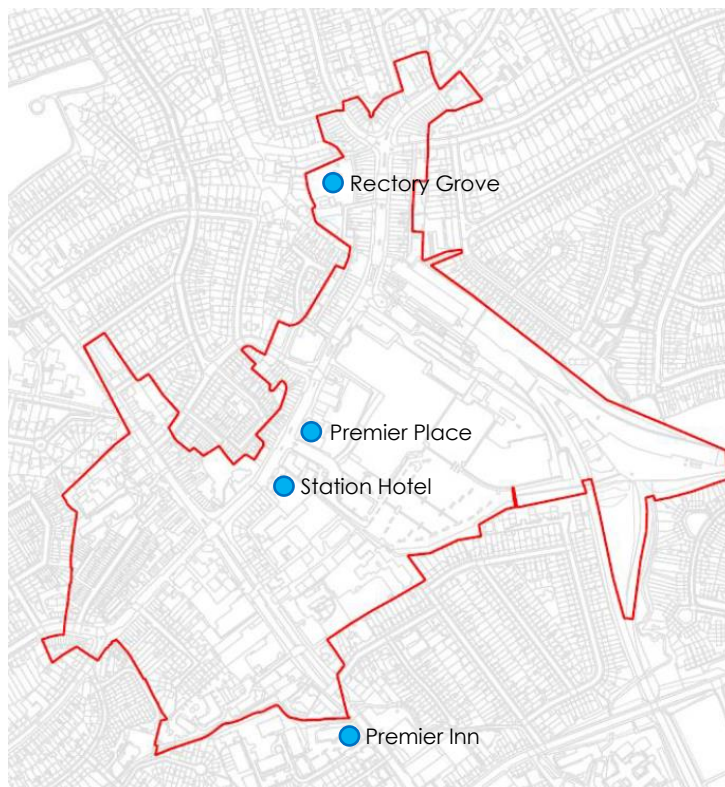 Rectory Grove
Premier Place
Station Hotel
Premier Inn